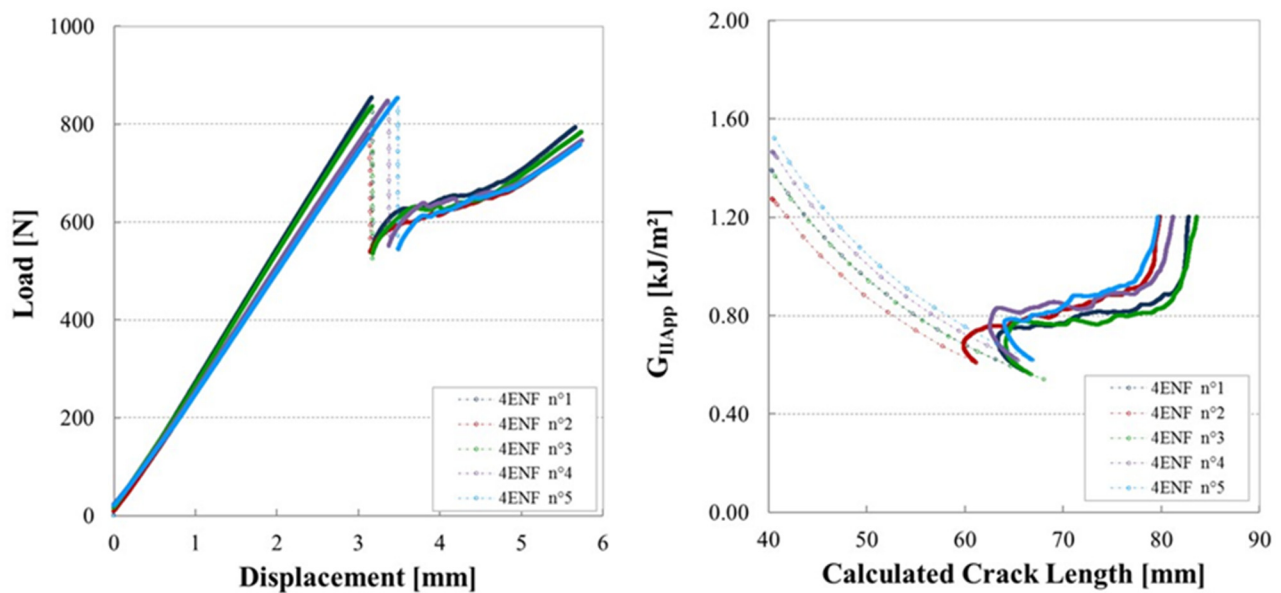 1000
800
600
400
200
0
Load [N]
0 1 2 3 4 5 6
Displacement [mm]
4ENF n°1
4ENF n°2
4ENF n°3
4ENF n°4
4ENF n°5
2.00
1.60
1.20
0.80
0.40
0.00
GIIApp [kJ/m²]
40 50 60 70 80 90
Calculated Crack Length [mm]
4ENF n°1
4ENF n°2
4ENF n°3
4ENF n°4
4ENF n°5